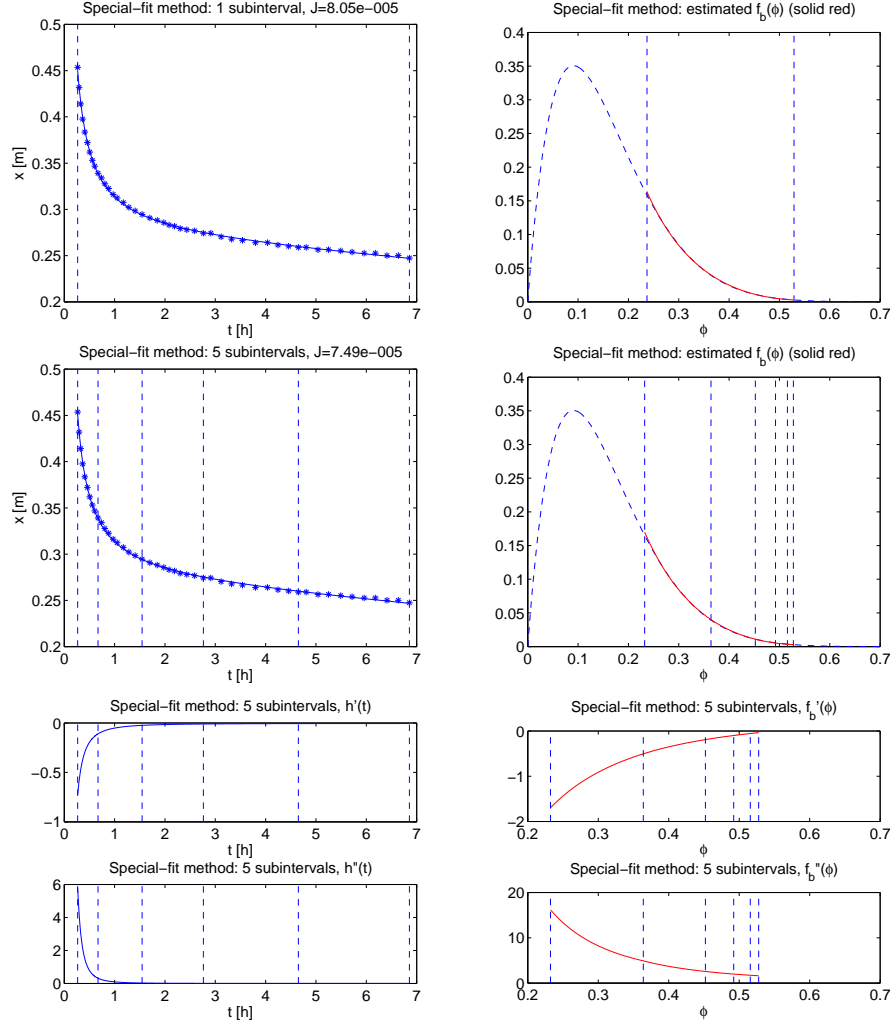 Special-fit method: 1 subinterval, J=8.05e-005
0.5
0.45
0.4
0.35
0.3
0.25
0.2
x [m]
0 1 2 3 4 5 6 7
t [h]
Special-fit method: estimated f_b(ϕ) (solid red)
0.4
0.35
0.3
0.25
0.2
0.15
0.1
0.05
0
0 0.1 0.2 0.3 0.4 0.5 0.6 0.7
ϕ
Special-fit method: 5 subintervals, J=7.49e-005
0.5
0.45
0.4
0.35
0.3
0.25
0.2
x [m]
0 1 2 3 4 5 6 7
t [h]
Special-fit method: estimated f_b(ϕ) (solid red)
0.4
0.35
0.3
0.25
0.2
0.15
0.1
0.05
0
0 0.1 0.2 0.3 0.4 0.5 0.6 0.7
ϕ
Special-fit method: 5 subintervals, h'(t)
0
-0.5
-1
0 1 2 3 4 5 6 7
t [h]
Special-fit method: 5 subintervals, f_b'(ϕ)
0
-1
-2
0.2 0.3 0.4 0.5 0.6 0.7
ϕ
Special-fit method: 5 subintervals, h''(t)
6
4
2
0
0 1 2 3 4 5 6 7
t [h]
Special-fit method: 5 subintervals, f_b''(ϕ)
20
10
0
0.2 0.3 0.4 0.5 0.6 0.7
ϕ